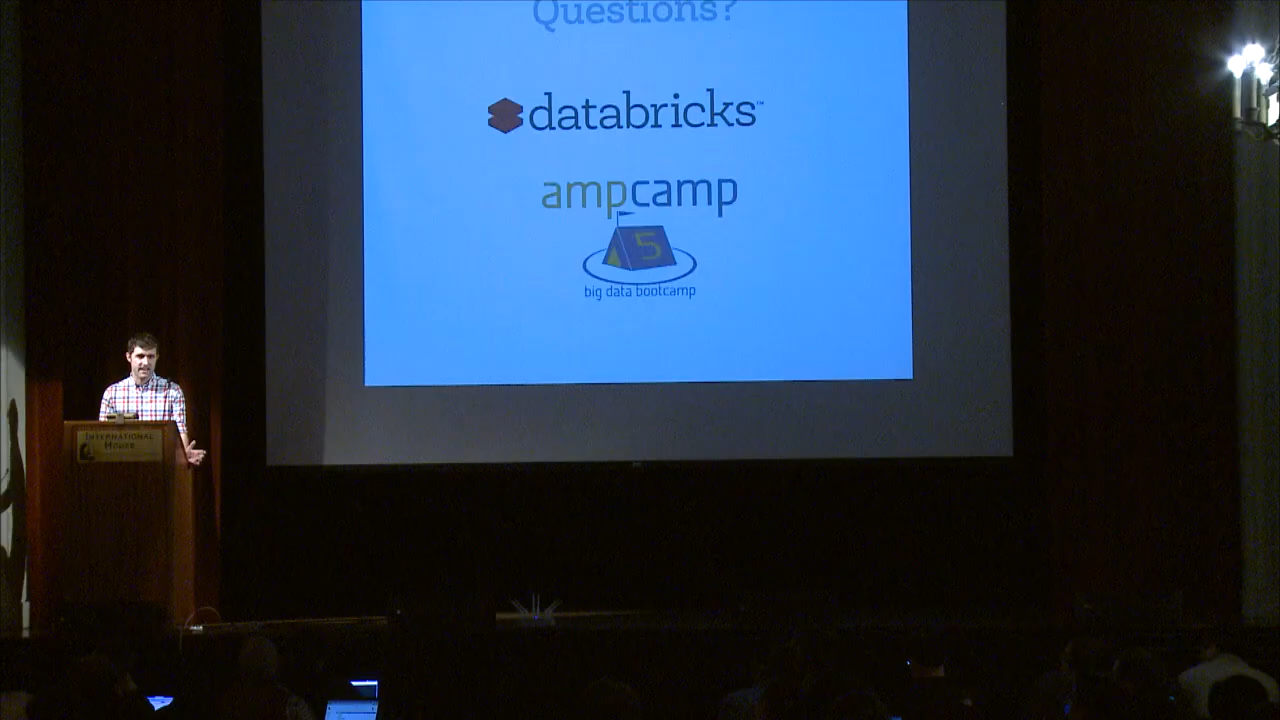 Questions?
databricks™
ampcamp
5
big data bootcamp
INTERNATIONAL
HOUSE